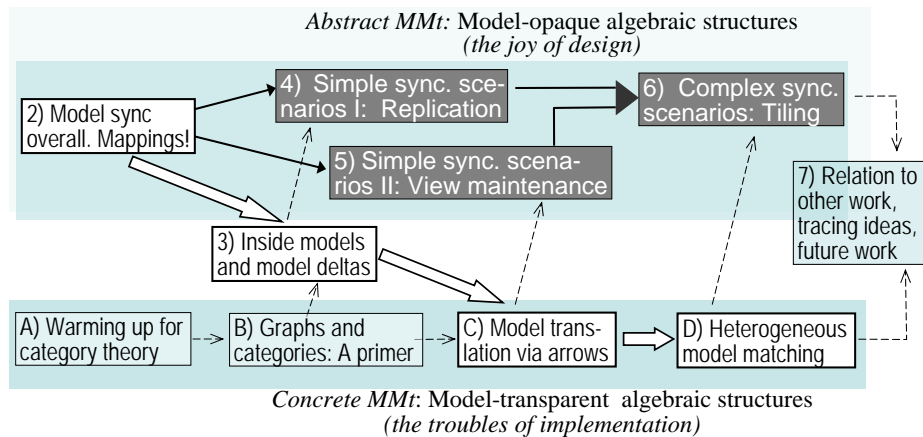 Abstract MMt: Model-opaque algebraic structures
(the joy of design)
2) Model sync
overall. Mappings!
4) Simple sync. sce-
narios I: Replication
6) Complex sync.
scenarios: Tiling
5) Simple sync. scena-
rios II: View maintenance
7) Relation to
other work,
tracing ideas,
future work
3) Inside models
and model deltas
A) Warming up for
category theory
B) Graphs and
categories: A primer
C) Model trans-
lation via arrows
D) Heterogeneous
model matching
Concrete MMt: Model-transparent algebraic structures
(the troubles of implementation)